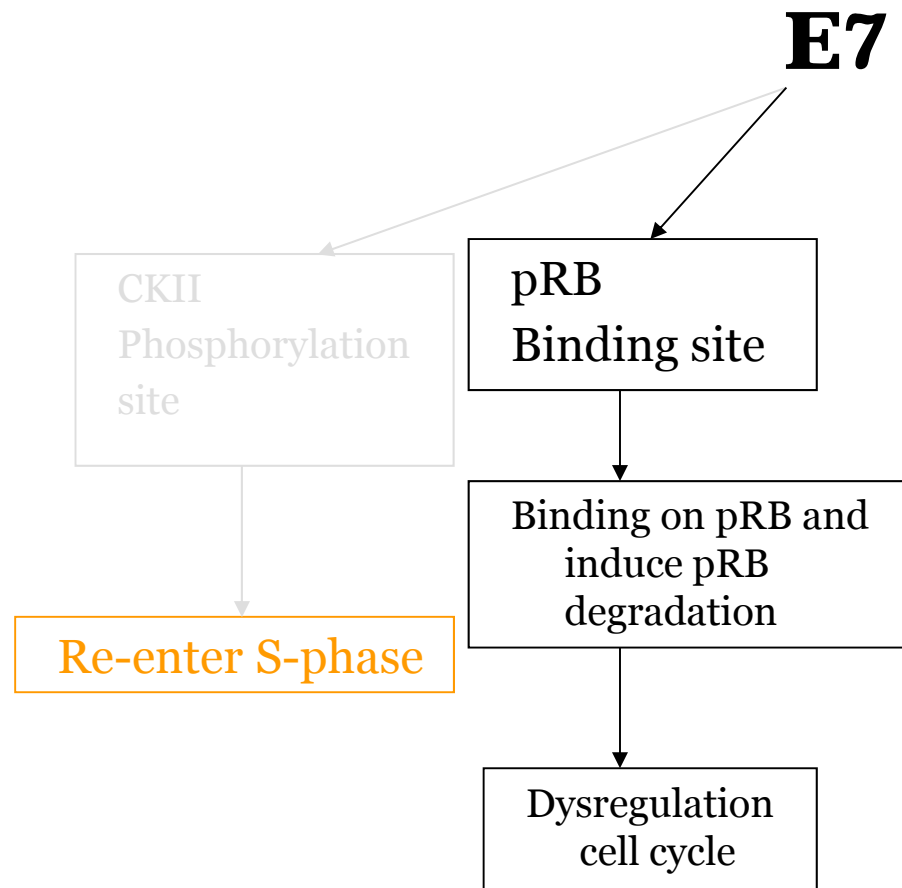 E7
CKII
Phosphorylation
site
pRB
Binding site
Binding on pRB and
induce pRB
degradation
Re-enter S-phase
Dysregulation
cell cycle